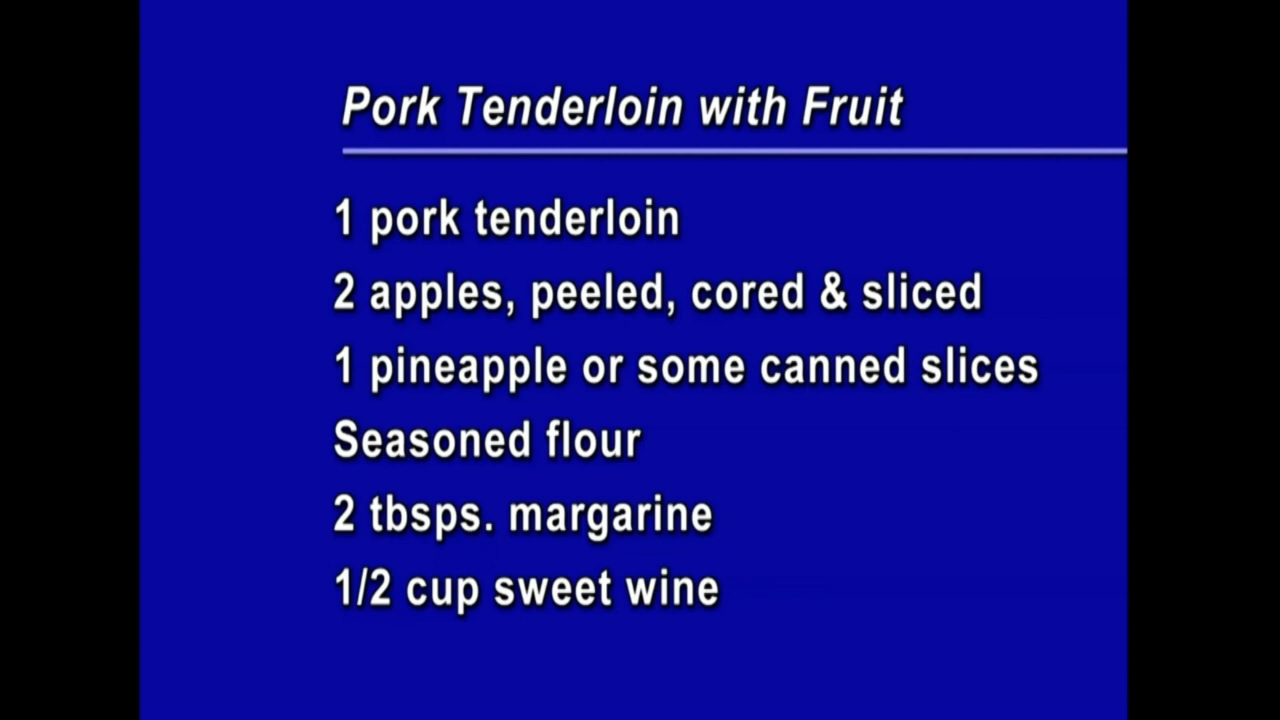 Pork Tenderloin with Fruit
1 pork tenderloin
2 apples, peeled, cored & sliced
1 pineapple or some canned slices
Seasoned flour
2 tbsps. margarine
1/2 cup sweet wine